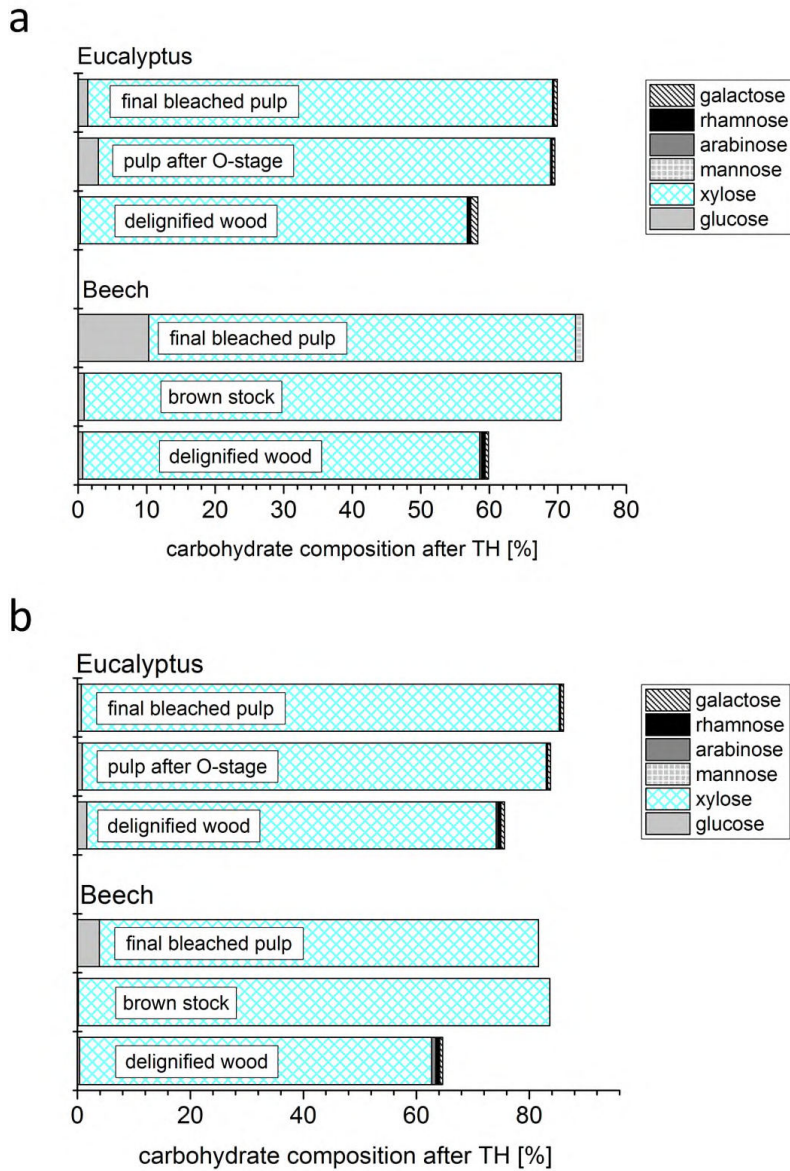 a
Eucalyptus
final bleached pulp
pulp after O-stage
delignified wood
Beech
final bleached pulp
brown stock
delignified wood
0 10 20 30 40 50 60 70 80
carbohydrate composition after TH [%]
galactose
rhamnose
arabinose
mannose
xylose
glucose
b
Eucalyptus
final bleached pulp
pulp after O-stage
delignified wood
Beech
final bleached pulp
brown stock
delignified wood
0 20 40 60 80
carbohydrate composition after TH [%]
galactose
rhamnose
arabinose
mannose
xylose
glucose